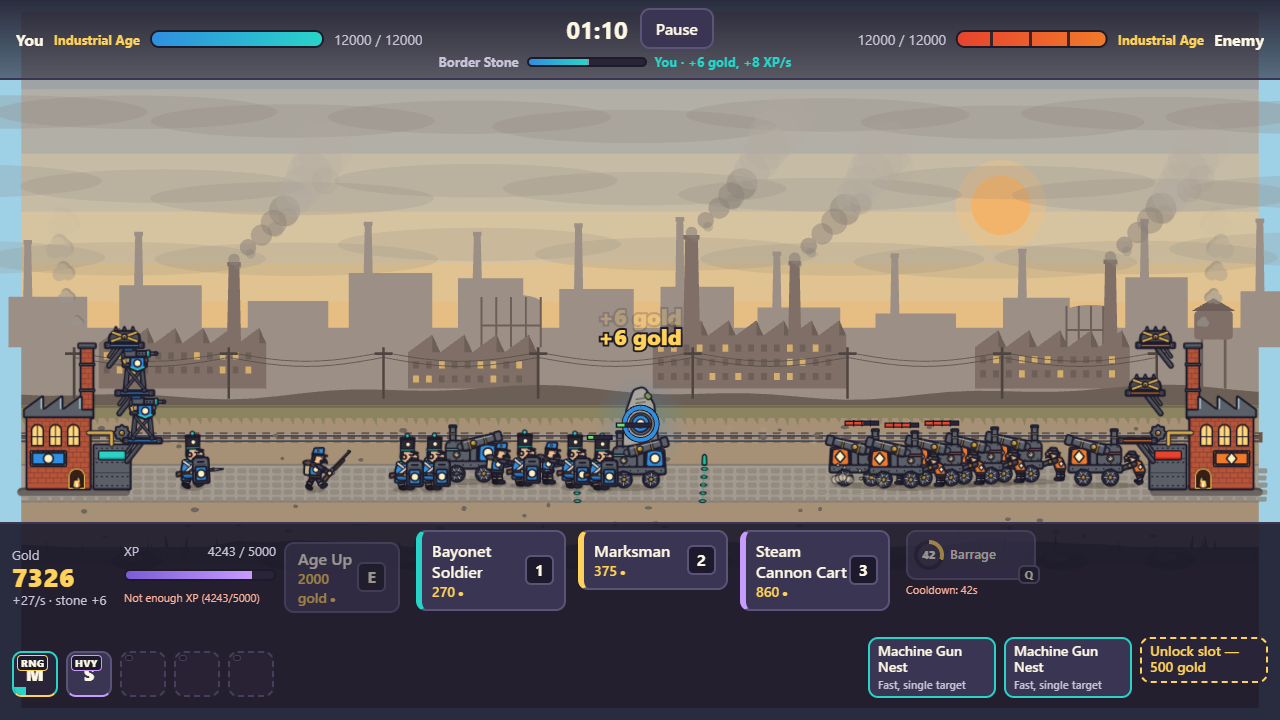 You Industrial Age 12000 / 12000
01:10 Pause
12000 / 12000 Industrial Age Enemy
Border Stone You · +6 gold, +8 XP/s
+6 gold
+6 gold
Gold
7326
+27/s · stone +6
XP 4243 / 5000
Not enough XP (4243/5000)
Age Up
2000
gold •
E
Bayonet
Soldier
270 •
1
Marksman
375 •
2
Steam
Cannon Cart
860 •
3
42 Barrage
Q
Cooldown: 42s
RNG
M
HVY
S
Machine Gun
Nest
Fast, single target
Machine Gun
Nest
Fast, single target
Unlock slot —
500 gold